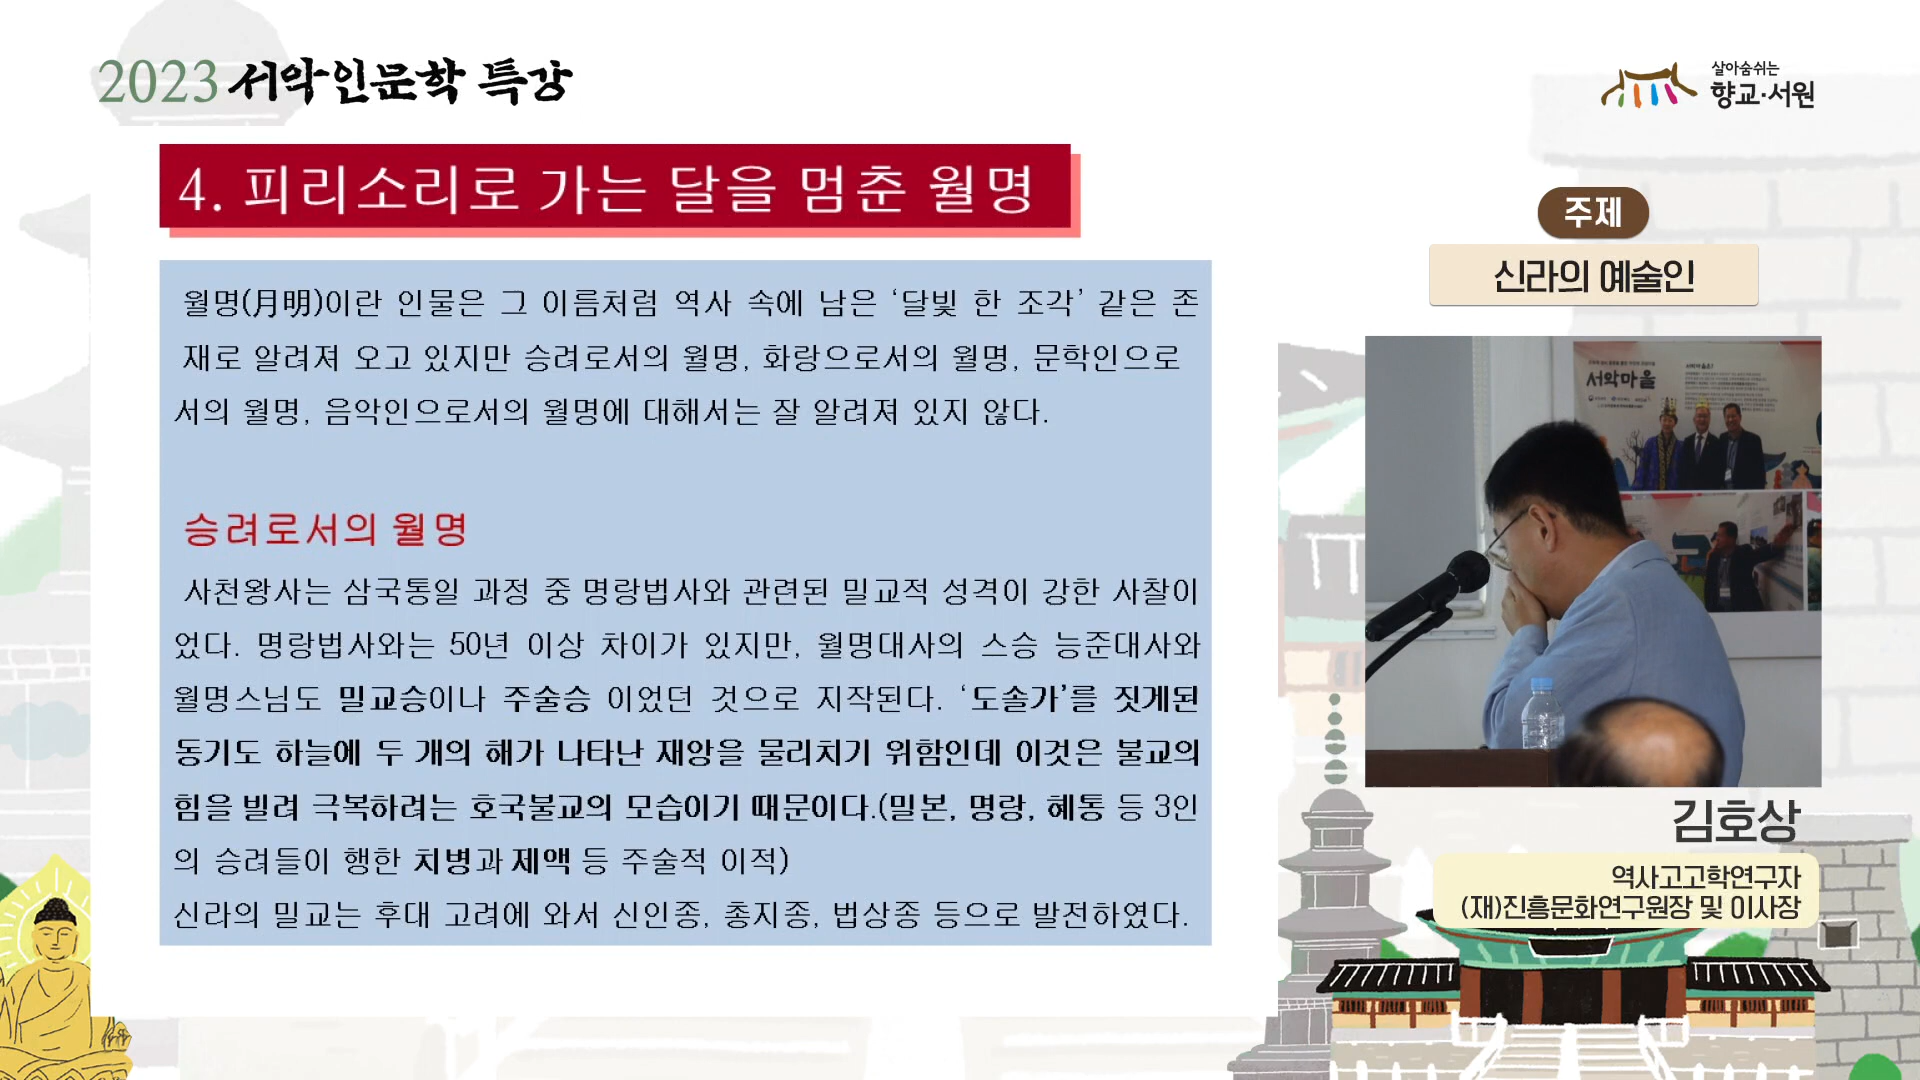 2023 서악인문학 특강
살아숨쉬는
향교·서원
4. 피리소리로 가는 달을 멈춘 월명
월명(月明)이란 인물은 그 이름처럼 역사 속에 남은 ‘달빛 한 조각’ 같은 존
재로 알려져 오고 있지만 승려로서의 월명, 화랑으로서의 월명, 문학인으로
서의 월명, 음악인으로서의 월명에 대해서는 잘 알려져 있지 않다.
승려로서의 월명
사천왕사는 삼국통일 과정 중 명랑법사와 관련된 밀교적 성격이 강한 사찰이
었다. 명랑법사와는 50년 이상 차이가 있지만, 월명대사의 스승 능준대사와
월명스님도 밀교승이나 주술승 이었던 것으로 지작된다. ‘도솔가’를 짓게된
동기도 하늘에 두 개의 해가 나타난 재앙을 물리치기 위함인데 이것은 불교의
힘을 빌려 극복하려는 호국불교의 모습이기 때문이다.(밀본, 명랑, 혜통 등 3인
의 승려들이 행한 치병과 제액 등 주술적 이적)
신라의 밀교는 후대 고려에 와서 신인종, 총지종, 법상종 등으로 발전하였다.
주제
신라의 예술인
서악마을
김호상
역사고고학연구자
(재)진흥문화연구원장 및 이사장